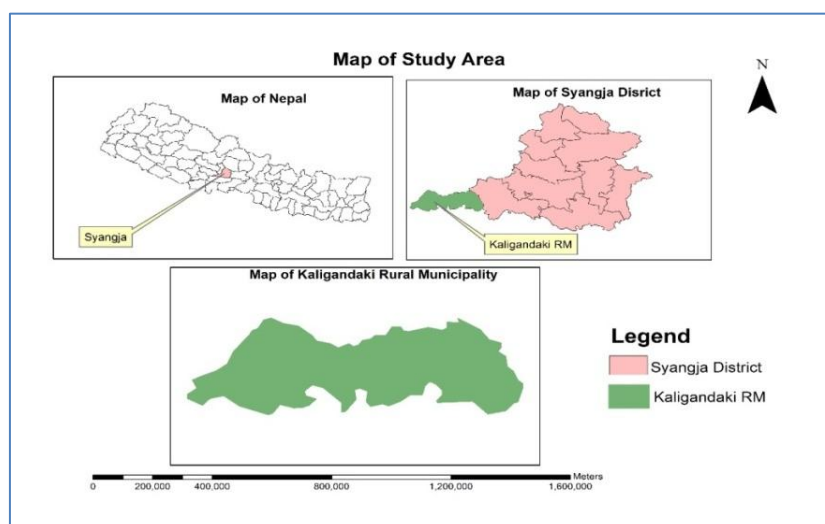 Map of Study Area
N
Map of Nepal
Syangja
Map of Syangja Disrict
Kaligandaki RM
Map of Kaligandaki Rural Municipality
Legend
Syangja District
Kaligandaki RM
Meters
0 200,000 400,000 800,000 1,200,000 1,600,000